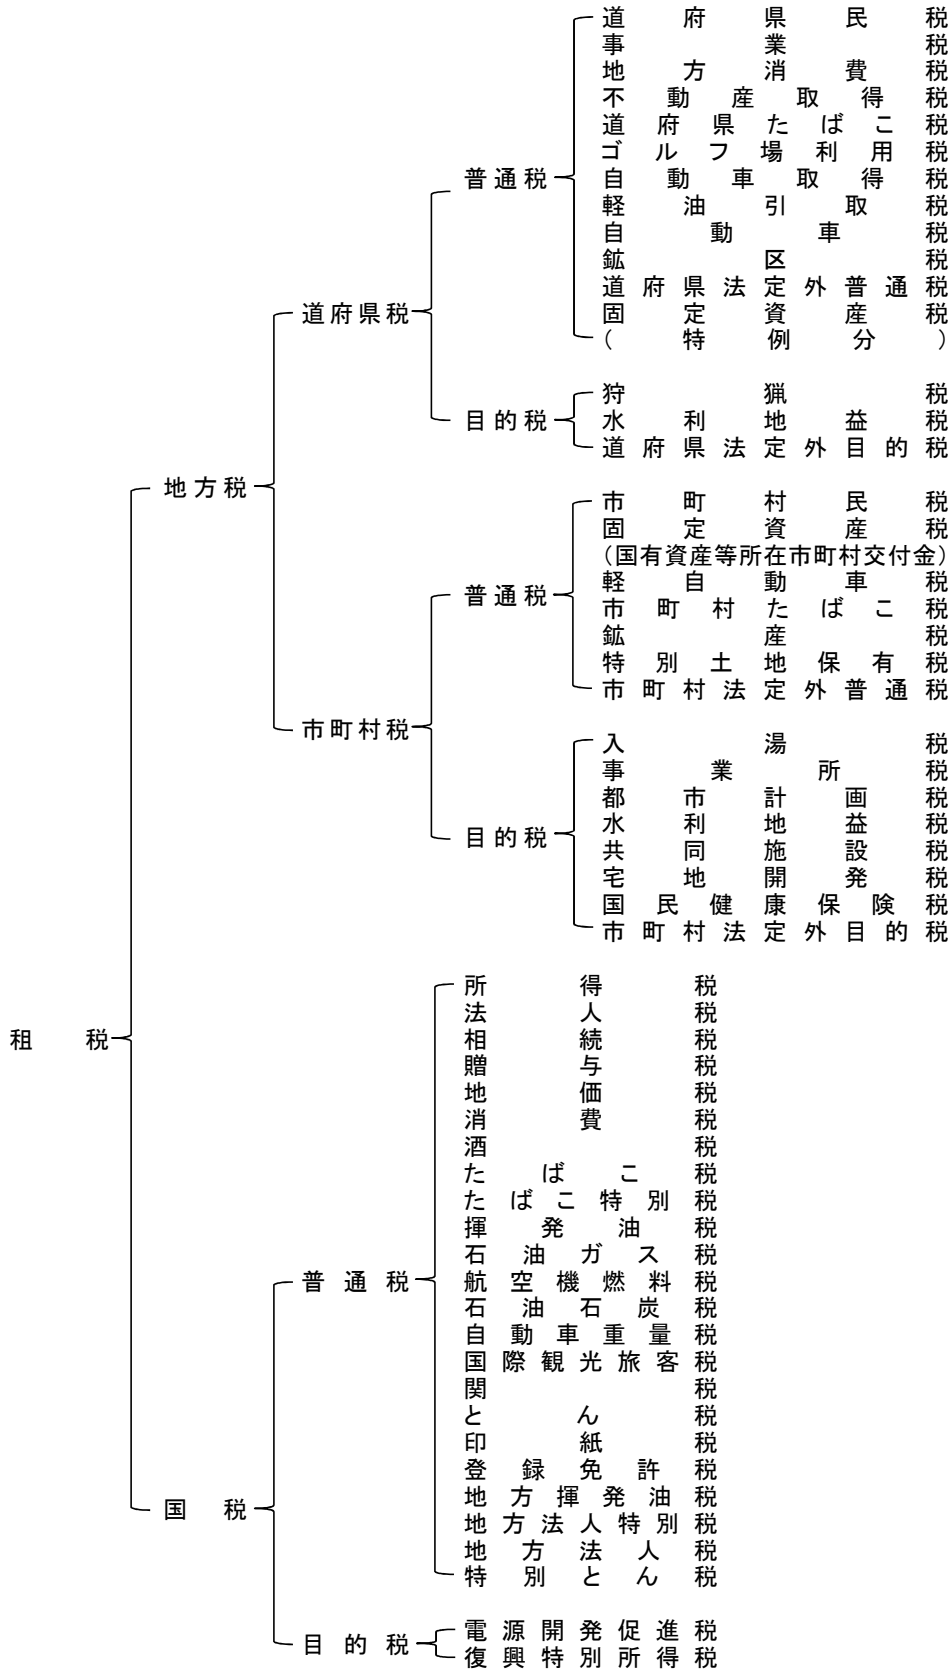 租税
地方税
道府県税
普通税
道府県民税
事業税
地方消費税
不動産取得税
道府県たばこ税
ゴルフ場利用税
自動車取得税
軽油引取税
自動車税
鉱区税
道府県法定外普通税
固定資産税
(特例分)
目的税
狩猟税
水利地益税
道府県法定外目的税
市町村税
普通税
市町村民税
固定資産税
(国有資産等所在市町村交付金)
軽自動車税
市町村たばこ税
鉱産税
特別土地保有税
市町村法定外普通税
目的税
入湯税
事業所税
都市計画税
水利地益税
共同施設税
宅地開発税
国民健康保険税
市町村法定外目的税
国税
普通税
所得税
法人税
相続税
贈与税
地価税
消費税
酒税
たばこ税
たばこ特別税
揮発油税
石油ガス税
航空機燃料税
石油石炭税
自動車重量税
国際観光旅客税
関税
とん税
印紙税
登録免許税
地方揮発油税
地方法人特別税
地方法人税
特別とん税
目的税
電源開発促進税
復興特別所得税